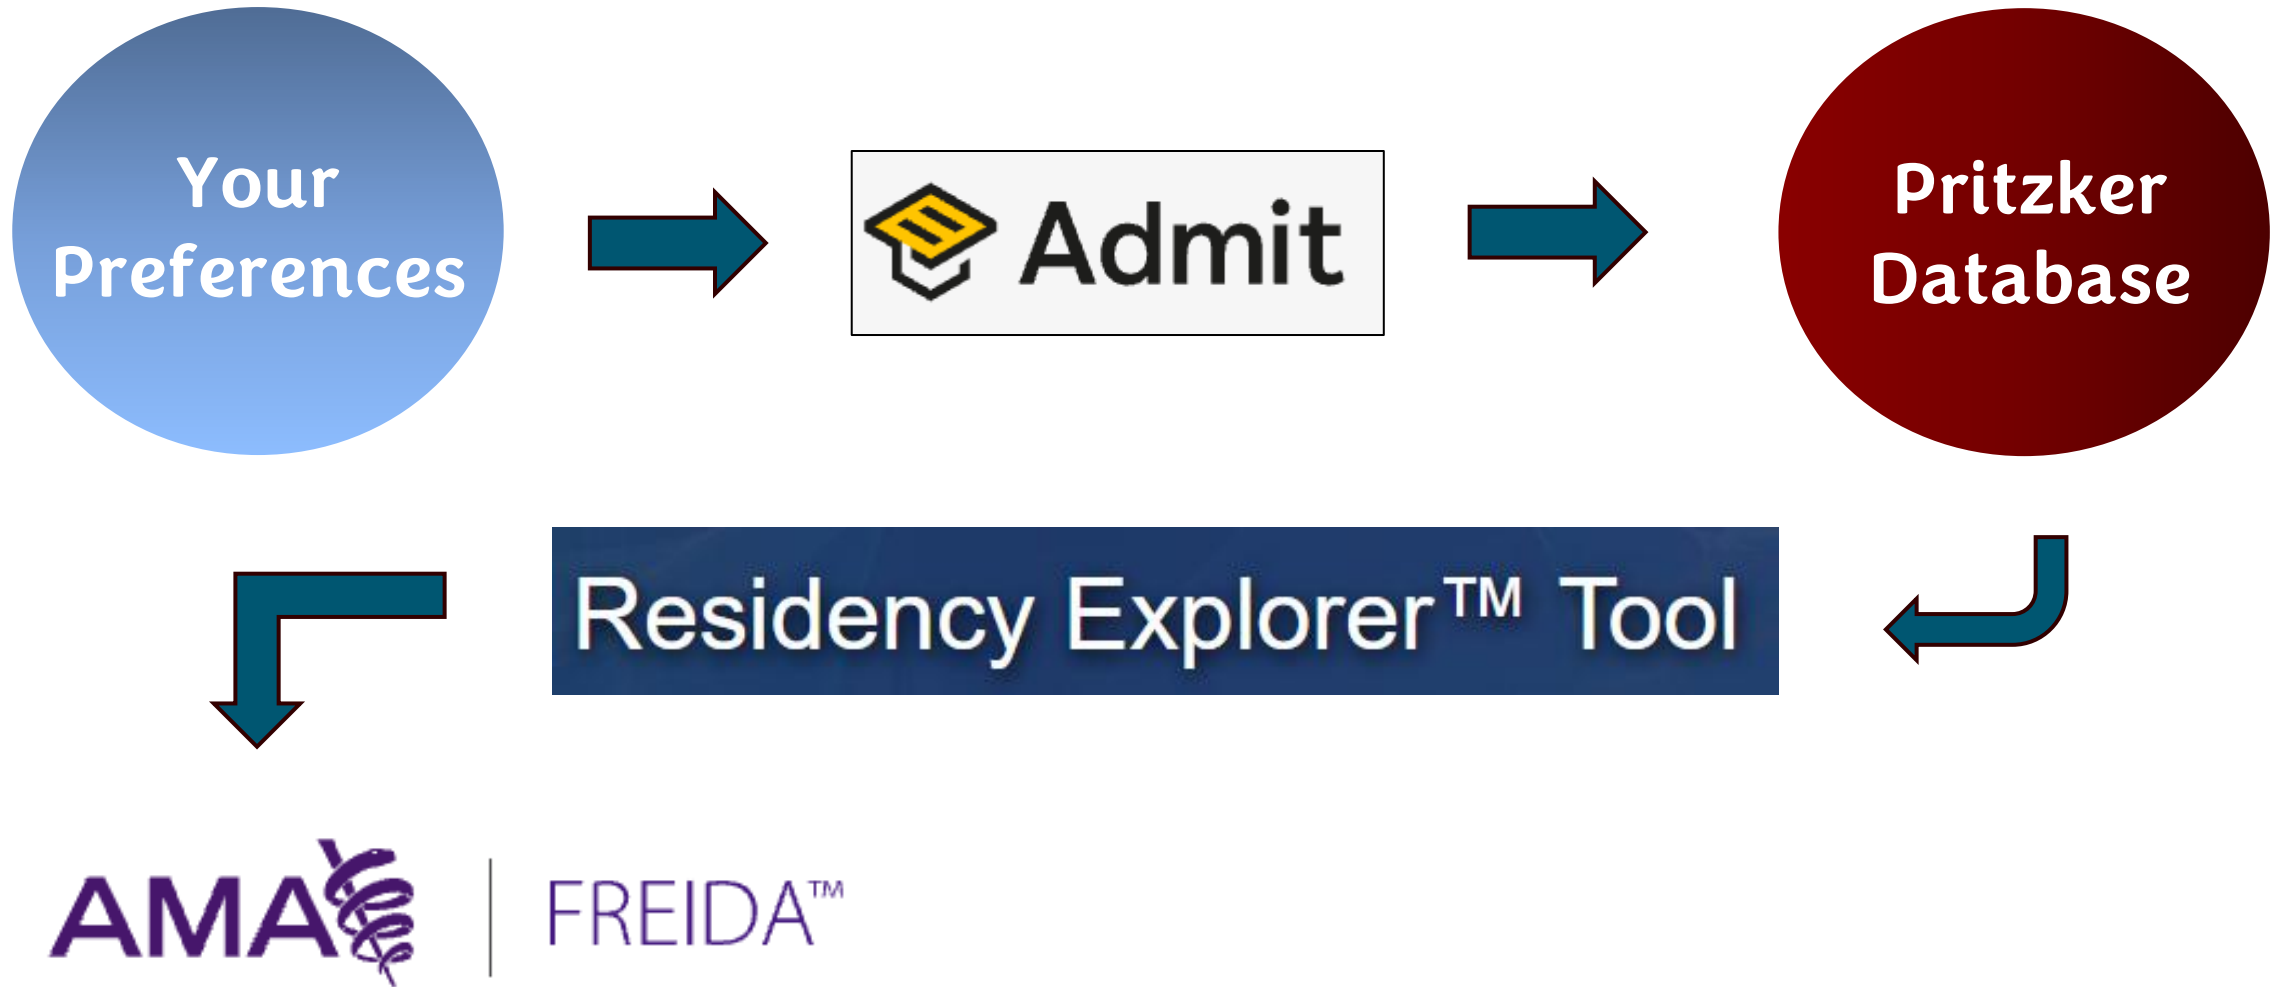 Your
Preferences
Admit
Pritzker
Database
Residency Explorer™ Tool
AMA
FREIDA™